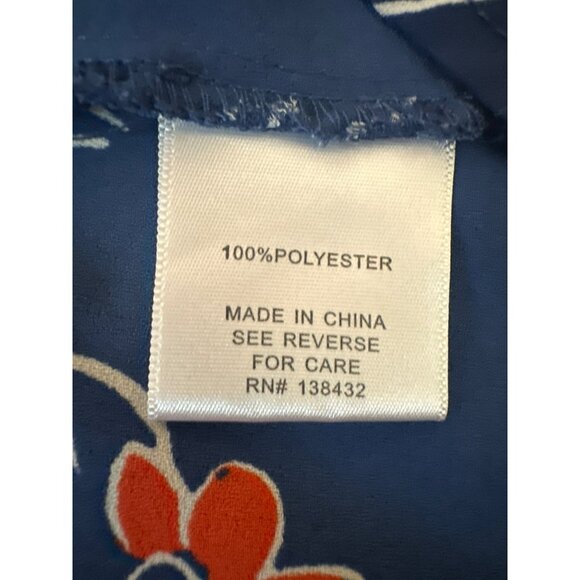 100%POLYESTER
MADE IN CHINA
SEE REVERSE
FOR CARE
RN# 138432